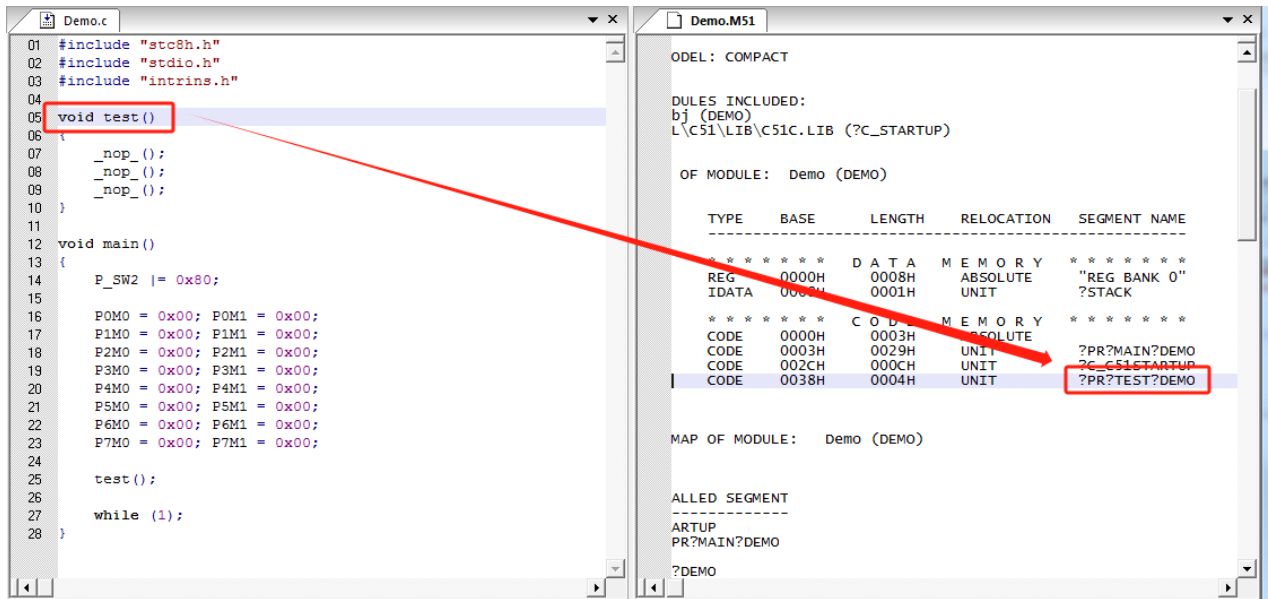 Demo.c
01 #include "stc8h.h"
02 #include "stdio.h"
03 #include "intrins.h"
04
05 void test()
06 {
07 _nop_();
08 _nop_();
09 _nop_();
10 }
11
12 void main()
13 {
14 P_SW2 |= 0x80;
15
16 P0M0 = 0x00; P0M1 = 0x00;
17 P1M0 = 0x00; P1M1 = 0x00;
18 P2M0 = 0x00; P2M1 = 0x00;
19 P3M0 = 0x00; P3M1 = 0x00;
20 P4M0 = 0x00; P4M1 = 0x00;
21 P5M0 = 0x00; P5M1 = 0x00;
22 P6M0 = 0x00; P6M1 = 0x00;
23 P7M0 = 0x00; P7M1 = 0x00;
24
25 test();
26
27 while (1);
28 }
Demo.M51
ODEL: COMPACT
DULES INCLUDED:
bj (DEMO)
L\C51\LIB\C51C.LIB (?C_STARTUP)
OF MODULE: Demo (DEMO)
TYPE BASE LENGTH RELOCATION SEGMENT NAME
-----------------------------------------------------
* * * * * * * D A T A M E M O R Y * * * * * * *
REG 0000H 0008H ABSOLUTE "REG BANK 0"
IDATA 0008H 0001H UNIT ?STACK
* * * * * * * C O D E M E M O R Y * * * * * * *
CODE 0000H 0003H ABSOLUTE
CODE 0003H 0029H UNIT ?PR?MAIN?DEMO
CODE 002CH 000CH UNIT ?C_C51STARTUP
CODE 0038H 0004H UNIT ?PR?TEST?DEMO
MAP OF MODULE: Demo (DEMO)
ALLED SEGMENT
-------------
ARTUP
PR?MAIN?DEMO
?DEMO